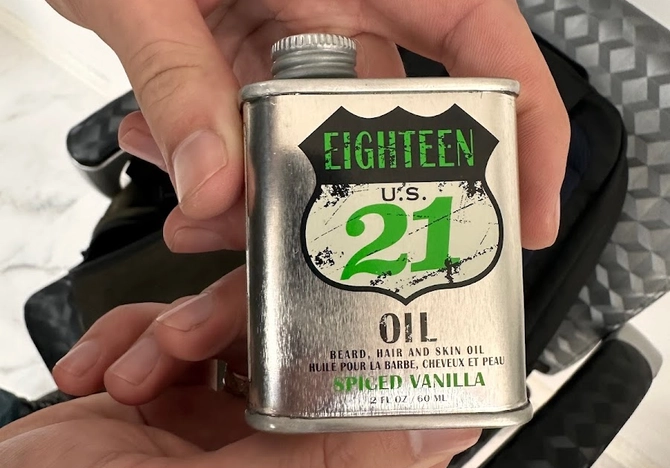 EIGHTEEN
U.S.
21
OIL
BEARD, HAIR AND SKIN OIL
HUILE POUR LA BARBE, CHEVEUX ET PEAU
SPICED VANILLA
2 FL OZ / 60 ML